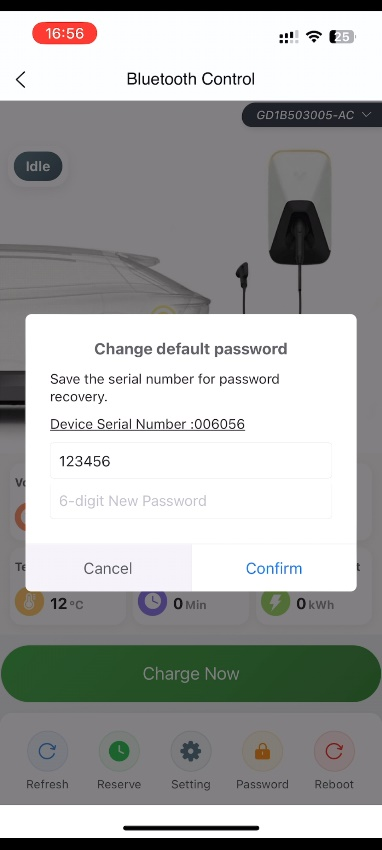 16:56
25
Bluetooth Control
GD1B503005-AC
Idle
Change default password
Save the serial number for password
recovery.
Device Serial Number :006056
123456
6-digit New Password
Cancel
Confirm
12 °C
0 Min
0 kWh
Charge Now
Refresh
Reserve
Setting
Password
Reboot